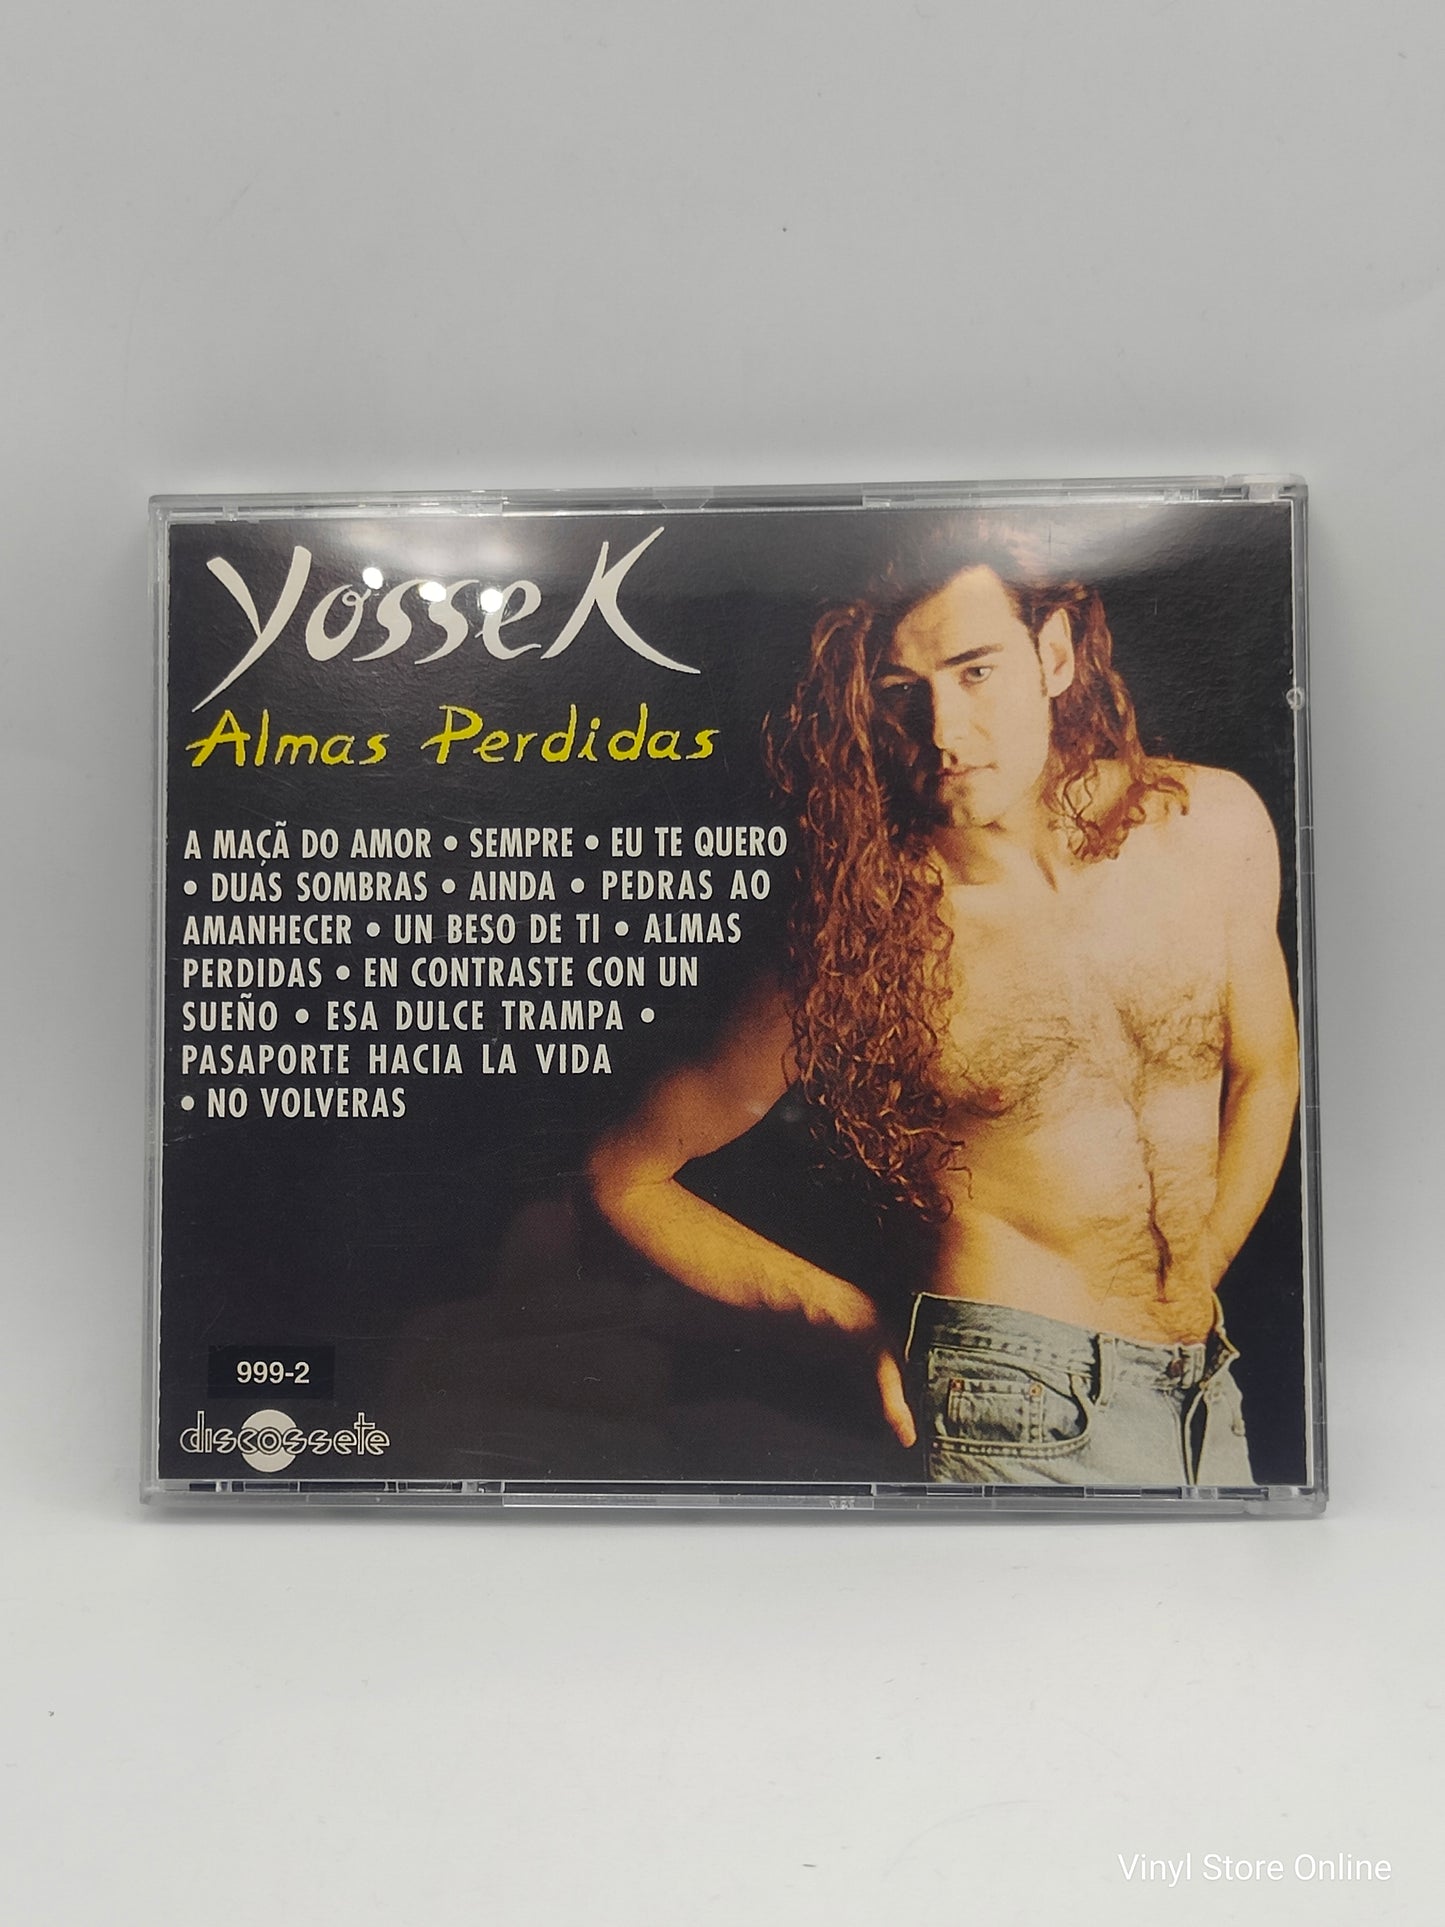 Yossek
Almas Perdidas
A MAÇÃ DO AMOR • SEMPRE • EU TE QUERO
• DUAS SOMBRAS • AINDA • PEDRAS AO
AMANHECER • UN BESO DE TI • ALMAS
PERDIDAS • EN CONTRASTE CON UN
SUEÑO • ESA DULCE TRAMPA •
PASAPORTE HACIA LA VIDA
• NO VOLVERAS
999-2
discossete
Vinyl Store Online